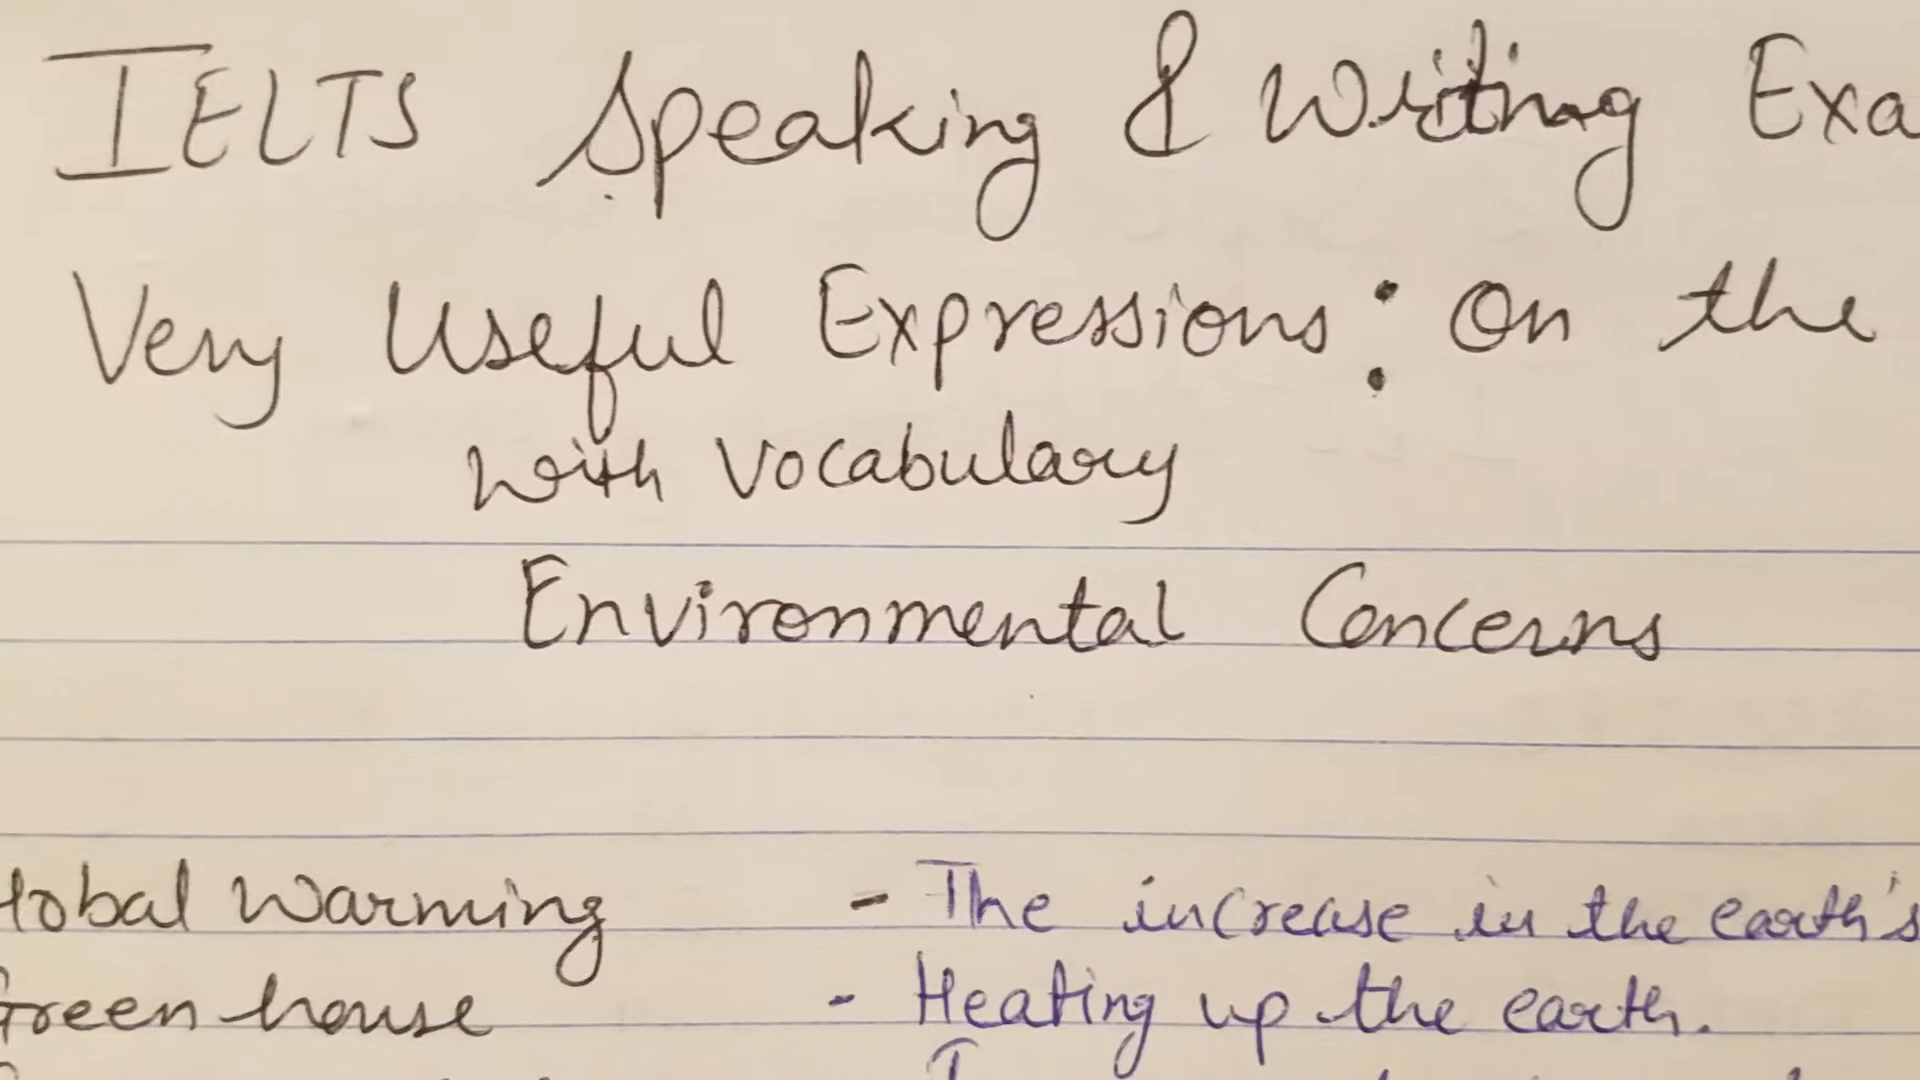 IELTS Speaking & Writing Exa
Very Useful Expressions: On the
with Vocabulary
Environmental Concerns
lobal Warming - The increase in the earth's
Green house - Heating up the earth.